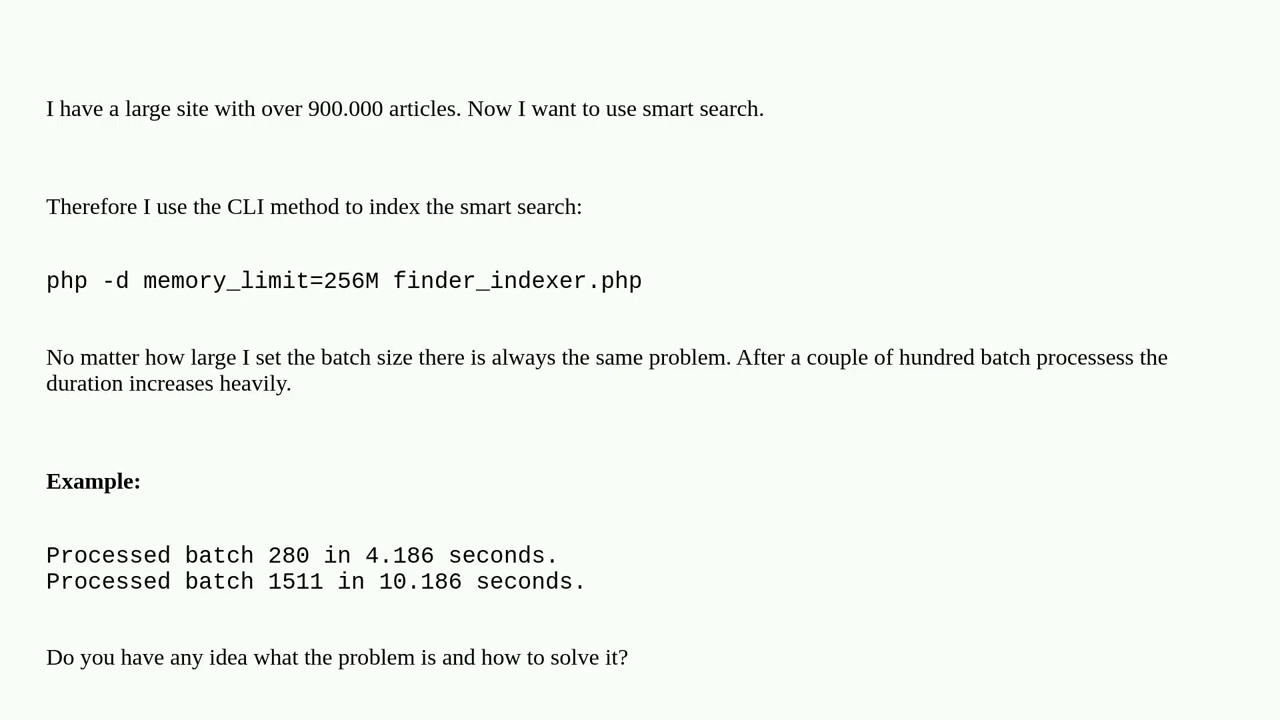 I have a large site with over 900.000 articles. Now I want to use smart search.
Therefore I use the CLI method to index the smart search:
php -d memory_limit=256M finder_indexer.php
No matter how large I set the batch size there is always the same problem. After a couple of hundred batch processess the
duration increases heavily.
Example:
Processed batch 280 in 4.186 seconds.
Processed batch 1511 in 10.186 seconds.
Do you have any idea what the problem is and how to solve it?